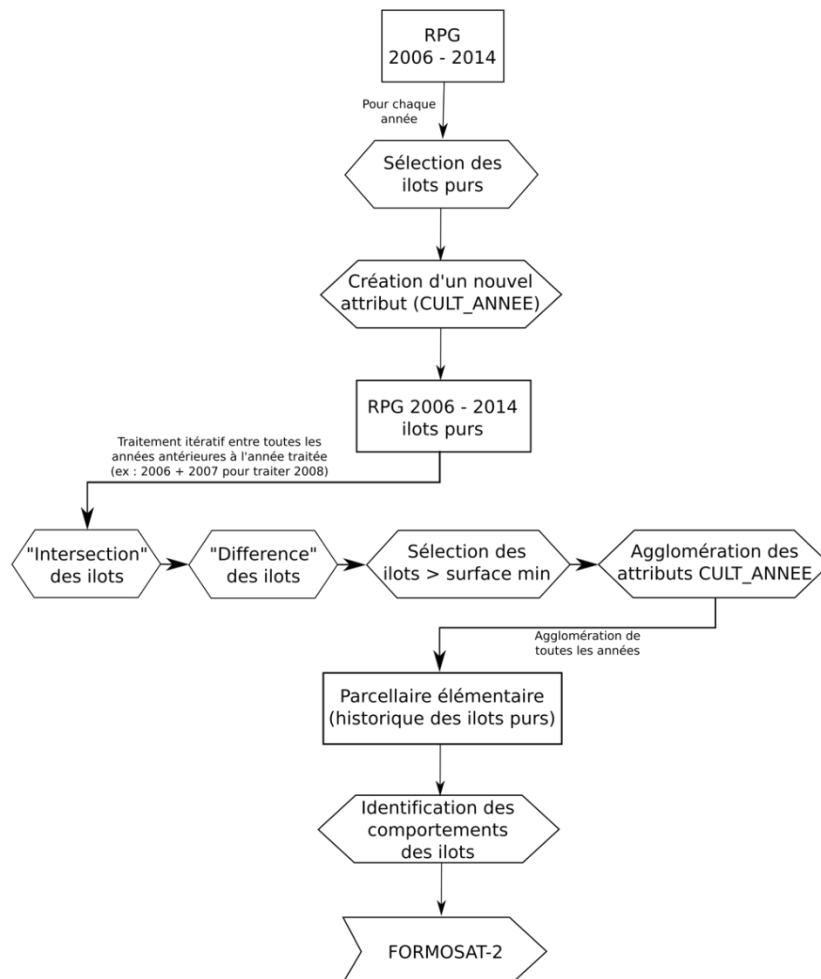 RPG
2006 - 2014
Pour chaque
année
Sélection des
ilots purs
Création d'un nouvel
attribut (CULT_ANNEE)
RPG 2006 - 2014
ilots purs
Traitement itératif entre toutes les
années antérieures à l'année traitée
(ex : 2006 + 2007 pour traiter 2008)
"Intersection"
des ilots
"Difference"
des ilots
Sélection des
ilots > surface min
Agglomération des
attributs CULT_ANNEE
Agglomération de
toutes les années
Parcellaire élémentaire
(historique des ilots purs)
Identification des
comportements
des ilots
FORMOSAT-2